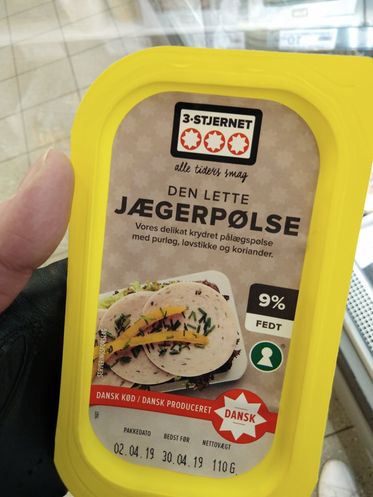 3-STJERNET
alle tiders smag
DEN LETTE
JÆGERPØLSE
Vores delikat krydret pålægspølse
med purløg, løvstikke og koriander.
9%
FEDT
DANSK KØD / DANSK PRODUCERET
DANSK
PAKKEDATO BEDST FØR NETTOVÆGT
02.04.19 30.04.19 110 G